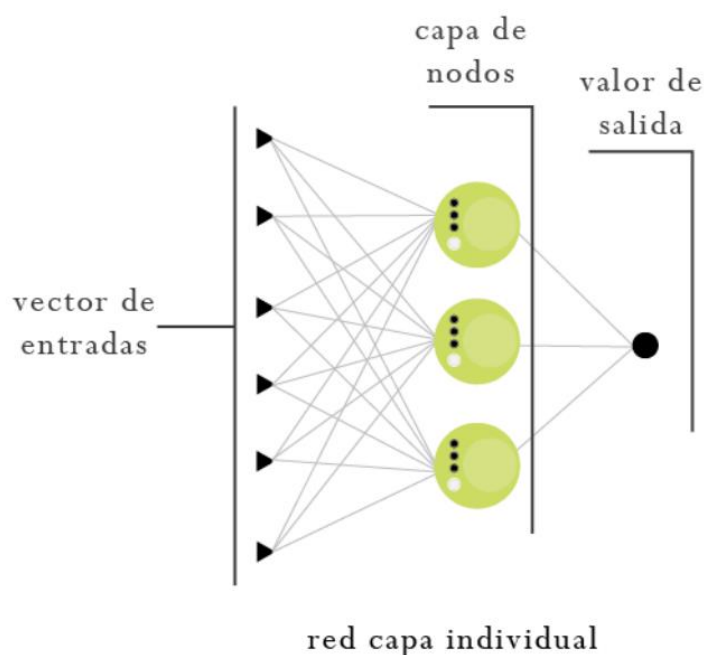 capa de
nodos
valor de
salida
vector de
entradas
red capa individual